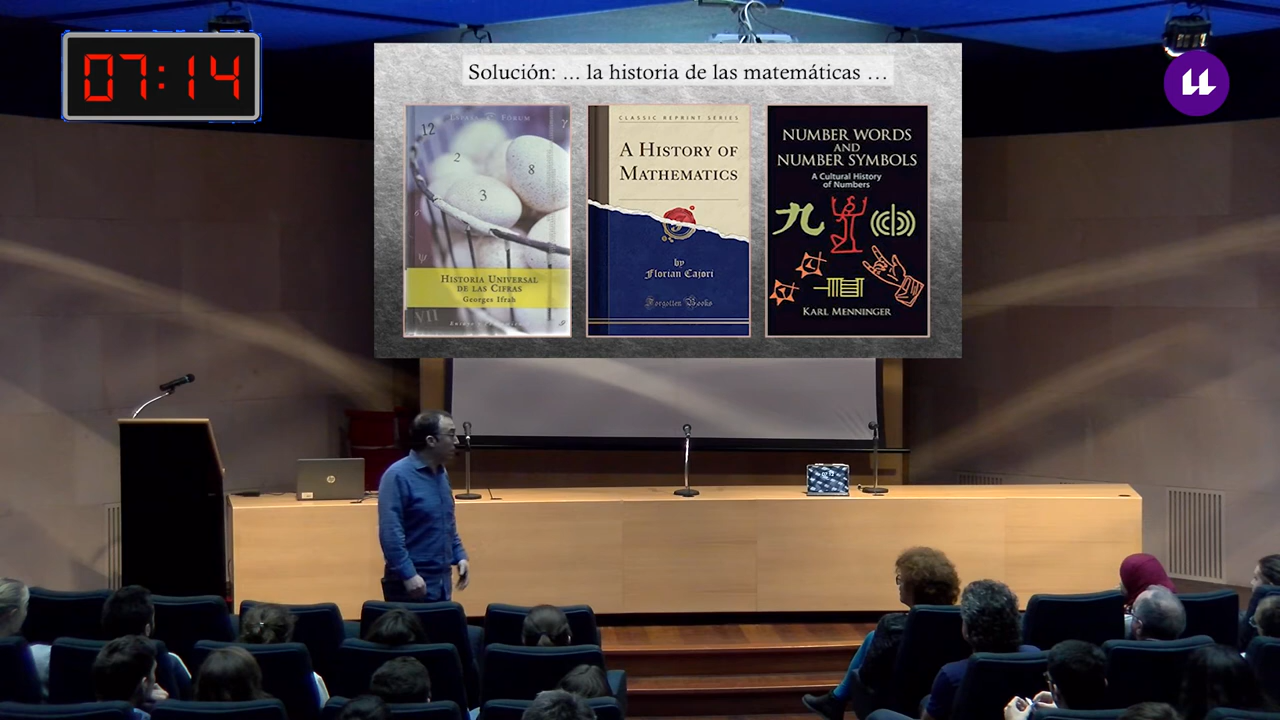 07:14
Solución: ... la historia de las matemáticas ...
12
2
8
3
HISTORIA UNIVERSAL
DE LAS CIFRAS
Georges Ifrah
VII
CLASSIC REPRINT SERIES
A HISTORY OF
MATHEMATICS
by
Florian Cajori
Forgotten Books
NUMBER WORDS
AND
NUMBER SYMBOLS
A Cultural History
of Numbers
九
KARL MENNINGER
hp